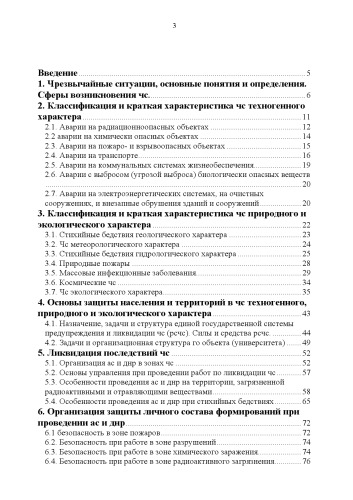 3
Введение ........ 5
1. Чрезвычайные ситуации, основные понятия и определения.
Сферы возникновения чс. ........ 6
2. Классификация и краткая характеристика чс техногенного
характера ........ 11
2.1. Аварии на радиационноопасных объектах ........ 12
2.2 аварии на химически опасных объектах ........ 14
2.3. Аварии на пожаро- и взрывоопасных объектах ........ 15
2.4. Аварии на транспорте ........ 16
2.5. Аварии на коммунальных системах жизнеобеспечения ........ 19
2.6. Аварии с выбросом (угрозой выброса) биологически опасных веществ
........ 20
2.7. Аварии на электроэнергетических системах, на очистных
сооружениях, и внезапные обрушения зданий и сооружений ........ 20
3. Классификация и краткая характеристика чс природного и
экологического характера ........ 22
3.1. Стихийные бедствия геологического характера ........ 23
3.2. Чс метеорологического характера ........ 24
3.3. Стихийные бедствия гидрологического характера ........ 25
3.4. Природные пожары ........ 28
3.5. Массовые инфекционные заболевания ........ 29
3.6. Космические чс ........ 34
3.7. Чс экологического характера ........ 35
4. Основы защиты населения и территорий в чс техногенного,
природного и экологического характера ........ 43
4.1. Назначение, задачи и структура единой государственной системы
предупреждения и ликвидации чс (рсчс). Силы и средства рсчс ........ 44
4.2. Задачи и организационная структура го объекта (университета) ........ 49
5. Ликвидация последствий чс ........ 52
5.1. Организация ас и днр в зонах чс ........ 52
5.2. Основы управления при проведении работ по ликвидации чс ........ 57
5.3. Особенности проведения ас и днр на территории, загрязненной
радиоактивными и отравляющими веществами ........ 58
5.4. Особенности проведения ас и днр при стихийных бедствиях ........ 65
6. Организация защиты личного состава формирований при
проведении ас и днр ........ 72
6.1 безопасность в зоне пожаров ........ 72
6.2. Безопасность при работе в зоне разрушений ........ 74
6.3. Безопасность при работе в зоне химического заражения ........ 74
6.4. Безопасность при работе в зоне радиоактивного загрязнения ........ 76